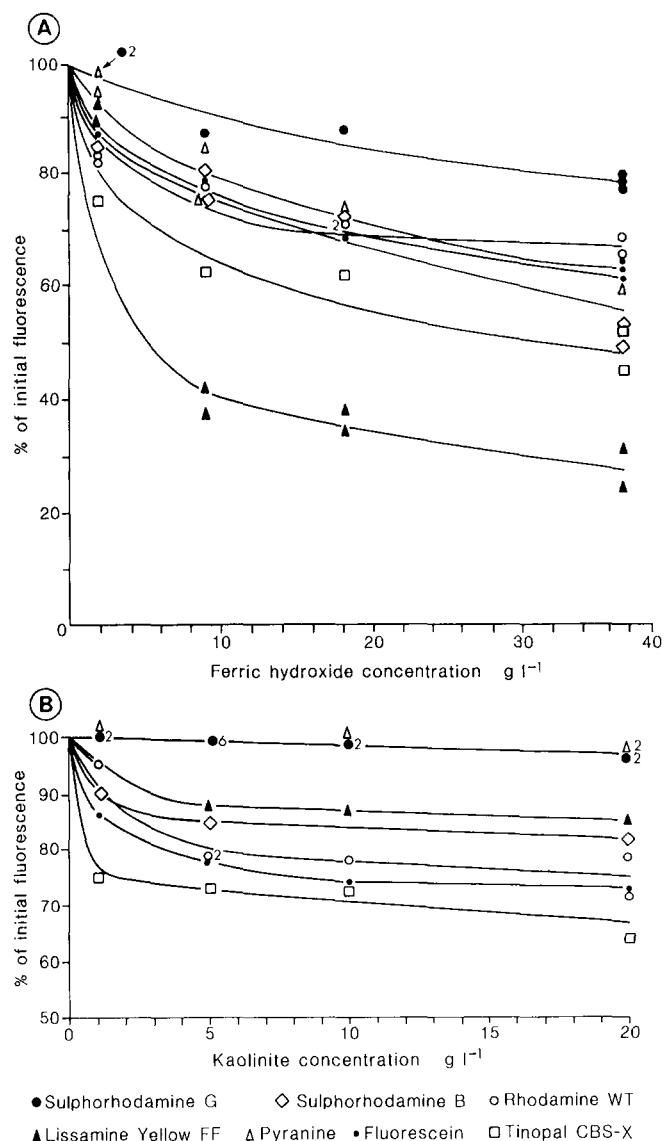 A
2
100
80
60
40
20
0
2
% of initial fluorescence
0 10 20 30 40
Ferric hydroxide concentration g l⁻¹
B
100
90
80
70
60
50
2 6 2 2
2
2
% of initial fluorescence
0 5 10 15 20
Kaolinite concentration g l⁻¹
Sulphorhodamine G Sulphorhodamine B Rhodamine WT
Lissamine Yellow FF Pyranine Fluorescein Tinopal CBS-X